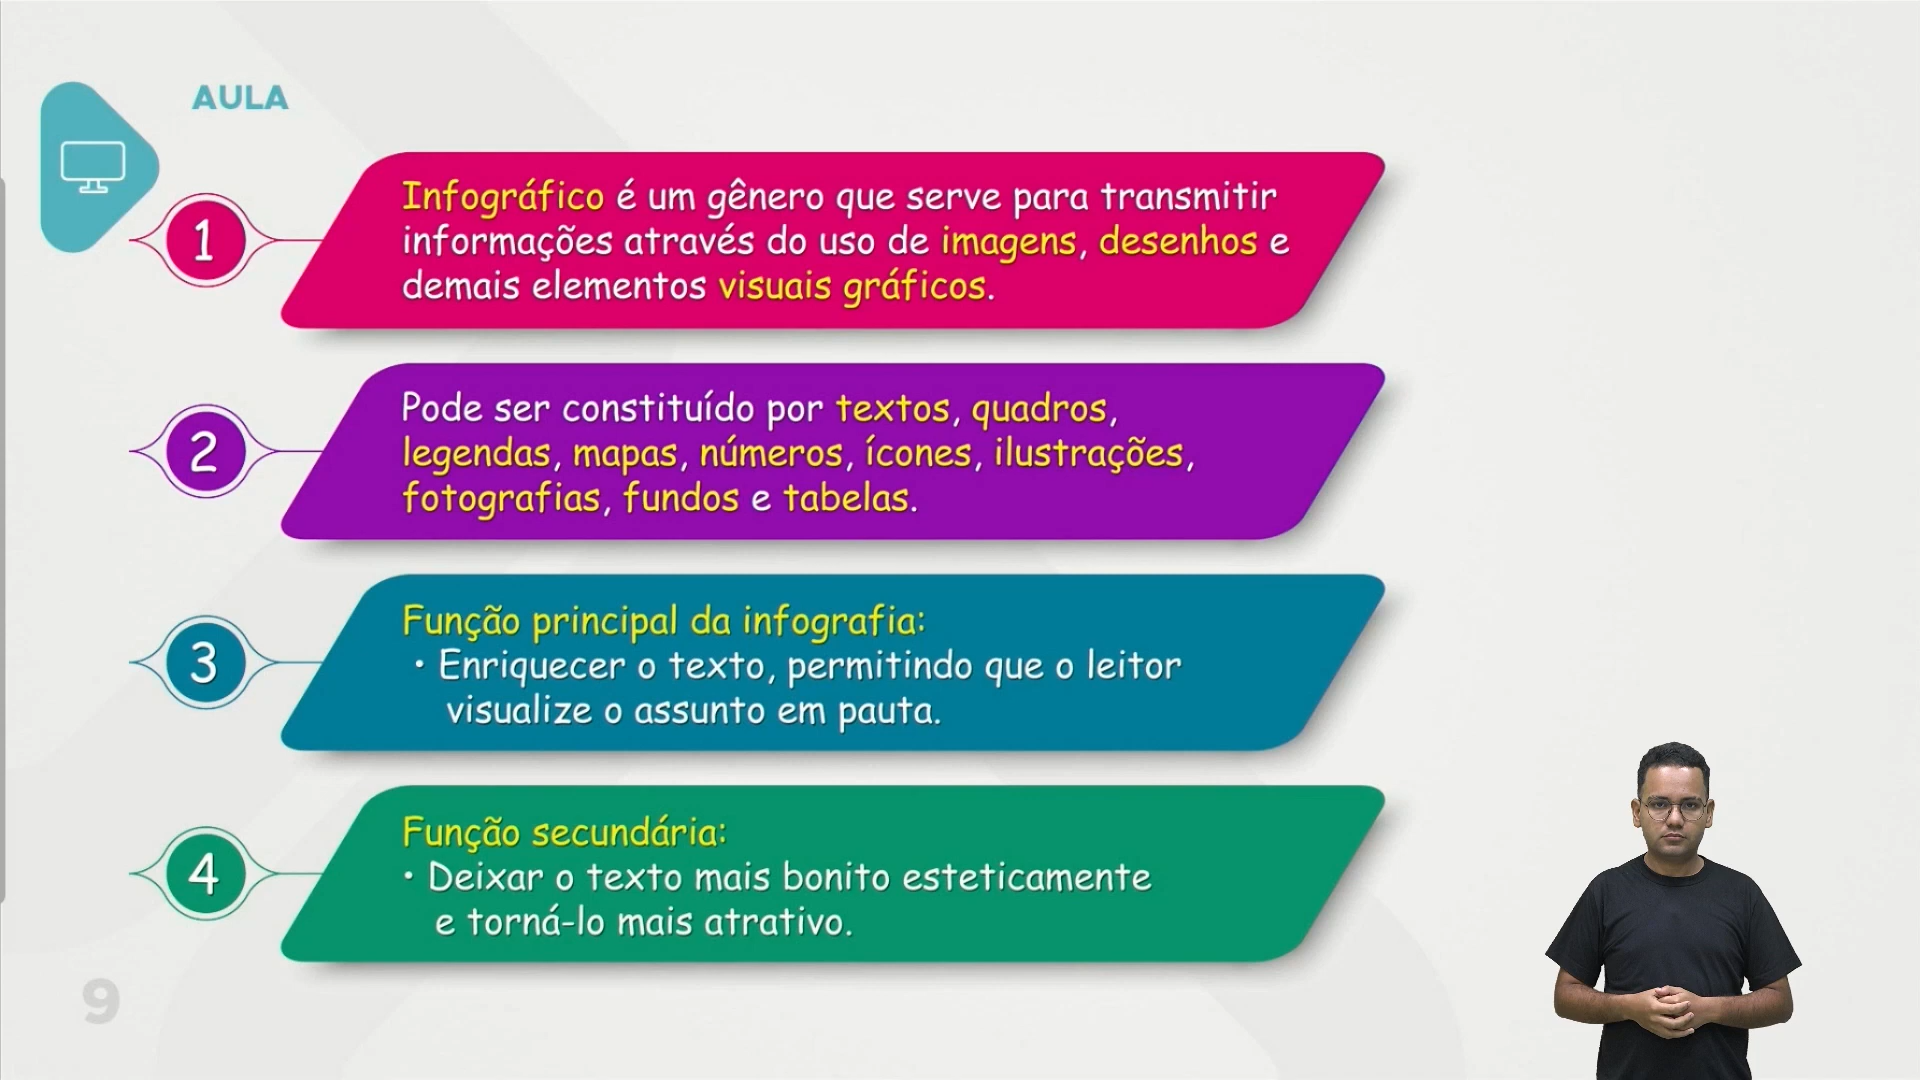 AULA
1
Infográfico é um gênero que serve para transmitir
informações através do uso de imagens, desenhos e
demais elementos visuais gráficos.
2
Pode ser constituído por textos, quadros,
legendas, mapas, números, ícones, ilustrações,
fotografias, fundos e tabelas.
3
Função principal da infografia:
• Enriquecer o texto, permitindo que o leitor
visualize o assunto em pauta.
4
Função secundária:
• Deixar o texto mais bonito esteticamente
e torná-lo mais atrativo.
9